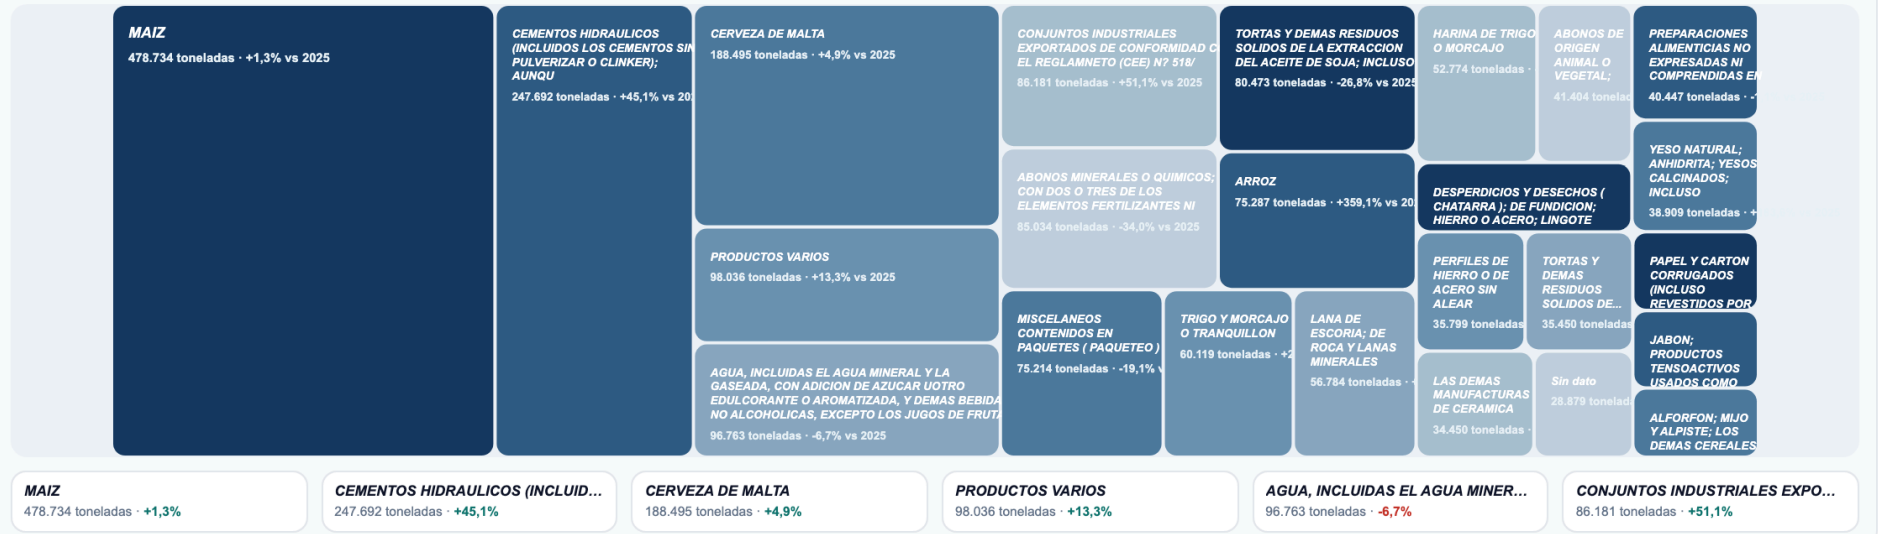 MAIZ
478.734 toneladas · +1,3% vs 2025
CEMENTOS HIDRAULICOS
(INCLUIDOS LOS CEMENTOS SIN
PULVERIZAR O CLINKER);
AUNQU
247.692 toneladas · +45,1% vs 202
CERVEZA DE MALTA
188.495 toneladas · +4,9% vs 2025
PRODUCTOS VARIOS
98.036 toneladas · +13,3% vs 2025
AGUA, INCLUIDAS EL AGUA MINERAL Y LA
GASEADA, CON ADICION DE AZUCAR UOTRO
EDULCORANTE O AROMATIZADA, Y DEMAS BEBIDA
NO ALCOHOLICAS, EXCEPTO LOS JUGOS DE FRUTA
96.763 toneladas · -6,7% vs 2025
CONJUNTOS INDUSTRIALES
EXPORTADOS DE CONFORMIDAD C
EL REGLAMNETO (CEE) N? 518/
86.181 toneladas · +51,1% vs 2025
ABONOS MINERALES O QUIMICOS;
CON DOS O TRES DE LOS
ELEMENTOS FERTILIZANTES NI
85.034 toneladas · -34,0% vs 2025
MISCELANEOS
CONTENIDOS EN
PAQUETES ( PAQUETEO )
75.214 toneladas · -19,1% v
TORTAS Y DEMAS RESIDUOS
SOLIDOS DE LA EXTRACCION
DEL ACEITE DE SOJA; INCLUSO
80.473 toneladas · -26,8% vs 2025
ARROZ
75.287 toneladas · +359,1% vs 202
TRIGO Y MORCAJO
O TRANQUILLON
60.119 toneladas · +2
LANA DE
ESCORIA; DE
ROCA Y LANAS
MINERALES
56.784 toneladas · +
HARINA DE TRIGO
O MORCAJO
52.774 toneladas ·
ABONOS DE
ORIGEN
ANIMAL O
VEGETAL;
41.404 tonelad
DESPERDICIOS Y DESECHOS (
CHATARRA ); DE FUNDICION;
HIERRO O ACERO; LINGOTE
PERFILES DE
HIERRO O DE
ACERO SIN
ALEAR
35.799 toneladas
TORTAS Y
DEMAS
RESIDUOS
SOLIDOS DE...
35.450 toneladas
LAS DEMAS
MANUFACTURAS
DE CERAMICA
34.450 toneladas ·
Sin dato
28.879 tonelad
PREPARACIONES
ALIMENTICIAS NO
EXPRESADAS NI
COMPRENDIDAS EN
40.447 toneladas · -
YESO NATURAL;
ANHIDRITA; YESOS
CALCINADOS;
INCLUSO
38.909 toneladas · +
PAPEL Y CARTON
CORRUGADOS
(INCLUSO
REVESTIDOS POR
JABON;
PRODUCTOS
TENSOACTIVOS
USADOS COMO
ALFORFON; MIJO
Y ALPISTE; LOS
DEMAS CEREALES
MAIZ
478.734 toneladas · +1,3%
CEMENTOS HIDRAULICOS (INCLUID...
247.692 toneladas · +45,1%
CERVEZA DE MALTA
188.495 toneladas · +4,9%
PRODUCTOS VARIOS
98.036 toneladas · +13,3%
AGUA, INCLUIDAS EL AGUA MINER...
96.763 toneladas · -6,7%
CONJUNTOS INDUSTRIALES EXPO...
86.181 toneladas · +51,1%